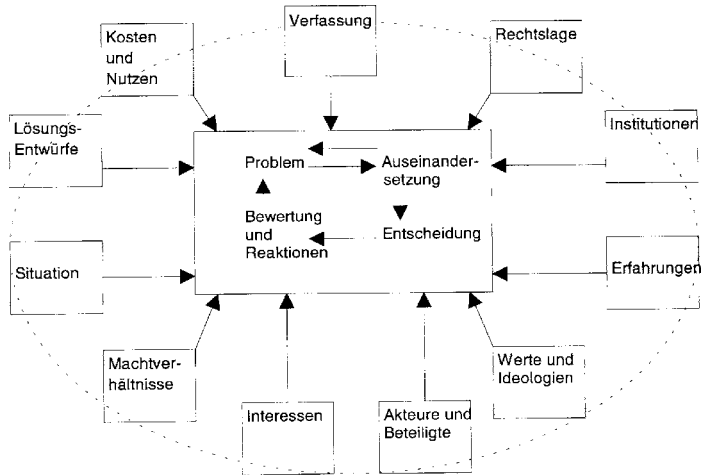 Kosten
und
Nutzen
Verfassung
Rechtslage
Lösungs-
Entwürfe
Institutionen
Problem
Auseinander-
setzung
Bewertung
und
Reaktionen
Entscheidung
Situation
Erfahrungen
Machtver-
hältnisse
Interessen
Akteure und
Beteiligte
Werte und
Ideologien